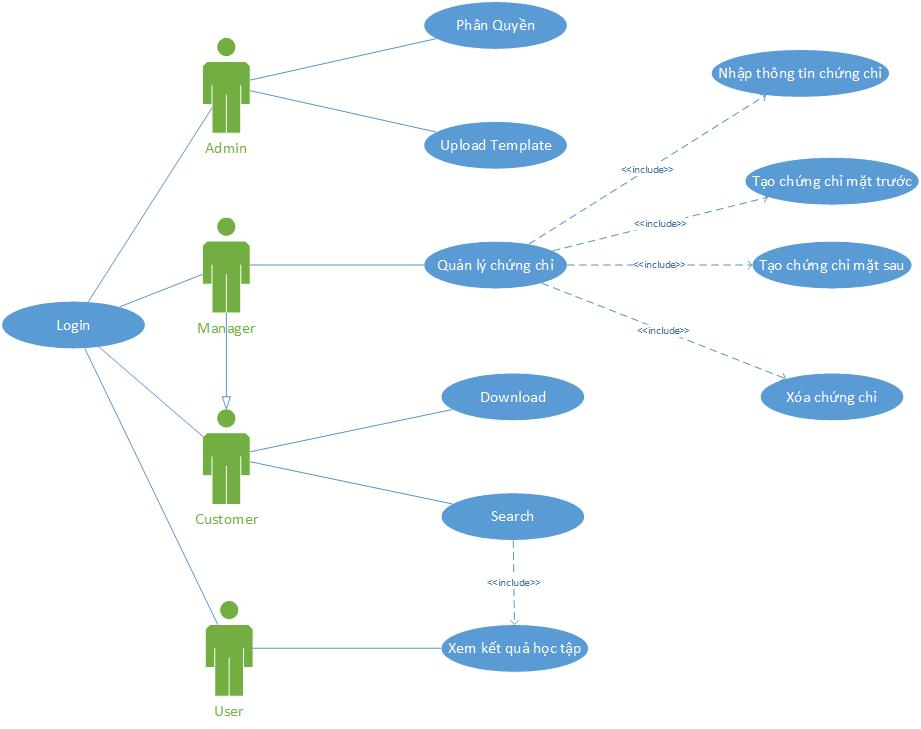 Phân Quyền
Admin
Upload Template
Nhập thông tin chứng chỉ
<<include>>
Tạo chứng chỉ mặt trước
<<include>>
Manager
Quản lý chứng chỉ
<<include>>
Tạo chứng chỉ mặt sau
Login
<<include>>
Xóa chứng chỉ
Download
Customer
Search
<<include>>
Xem kết quả học tập
User